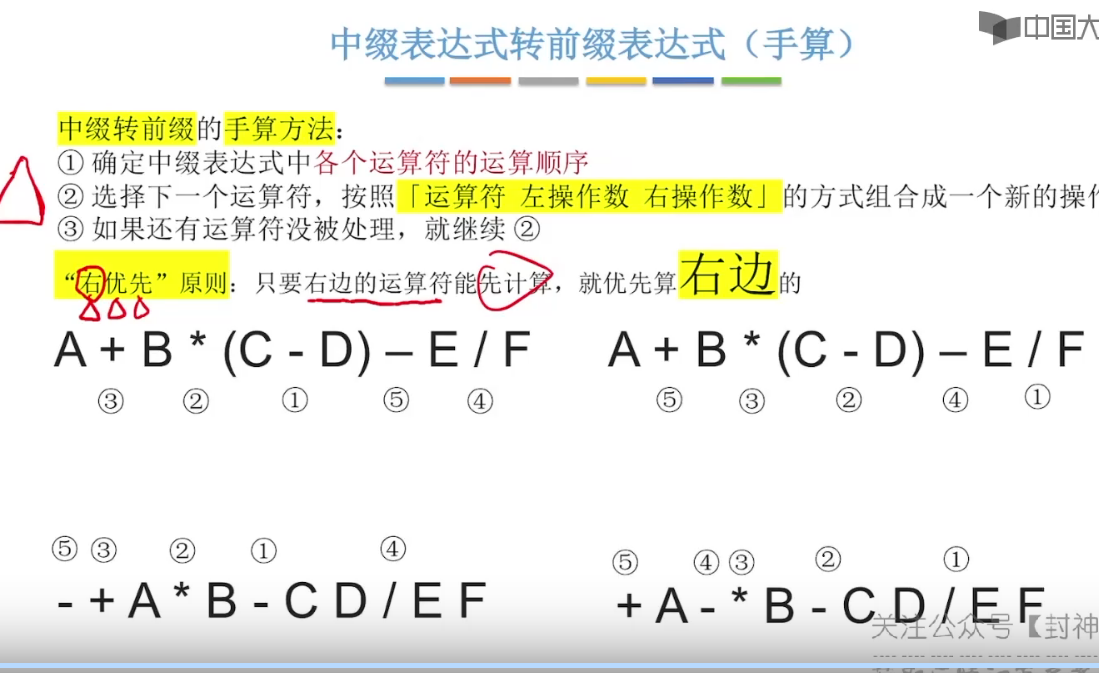 中国大
中缀表达式转前缀表达式（手算）
中缀转前缀的手算方法：
① 确定中缀表达式中各个运算符的运算顺序
② 选择下一个运算符，按照「运算符 左操作数 右操作数」的方式组合成一个新的操作
③ 如果还有运算符没被处理，就继续 ②
“右优先”原则：只要右边的运算符能先计算，就优先算右边的
A + B * (C - D) – E / F
③ ② ① ⑤ ④
A + B * (C - D) – E / F
⑤ ③ ② ④ ①
⑤ ③ ② ① ④
- + A * B - C D / E F
⑤ ④ ③ ② ①
+ A - * B - C D / E F
关注公众号【封神